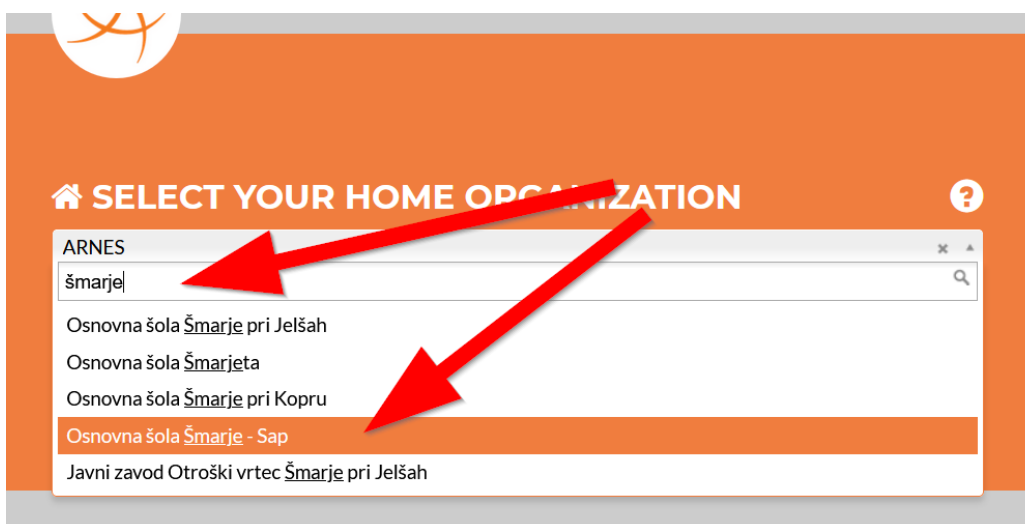 SELECT YOUR HOME ORGANIZATION ?
ARNES
šmarje
Osnovna šola Šmarje pri Jelšah
Osnovna šola Šmarjeta
Osnovna šola Šmarje pri Kopru
Osnovna šola Šmarje - Sap
Javni zavod Otroški vrtec Šmarje pri Jelšah